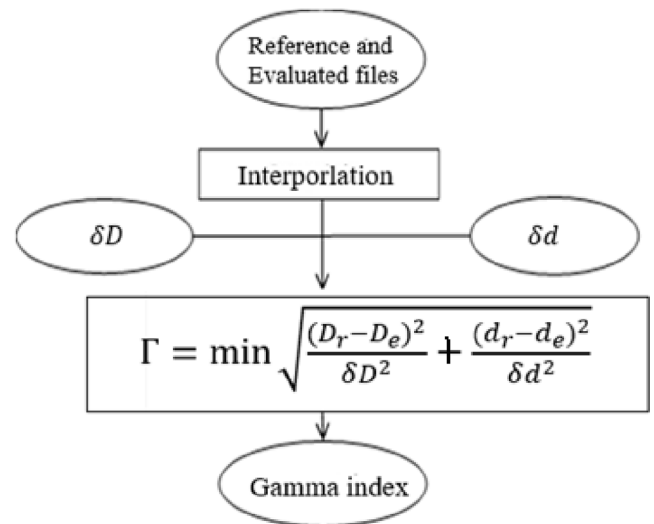 Reference and
Evaluated files
Interporlation
δD
δd
Γ = min √((D_r−D_e)²/δD² + (d_r−d_e)²/δd²)
Gamma index